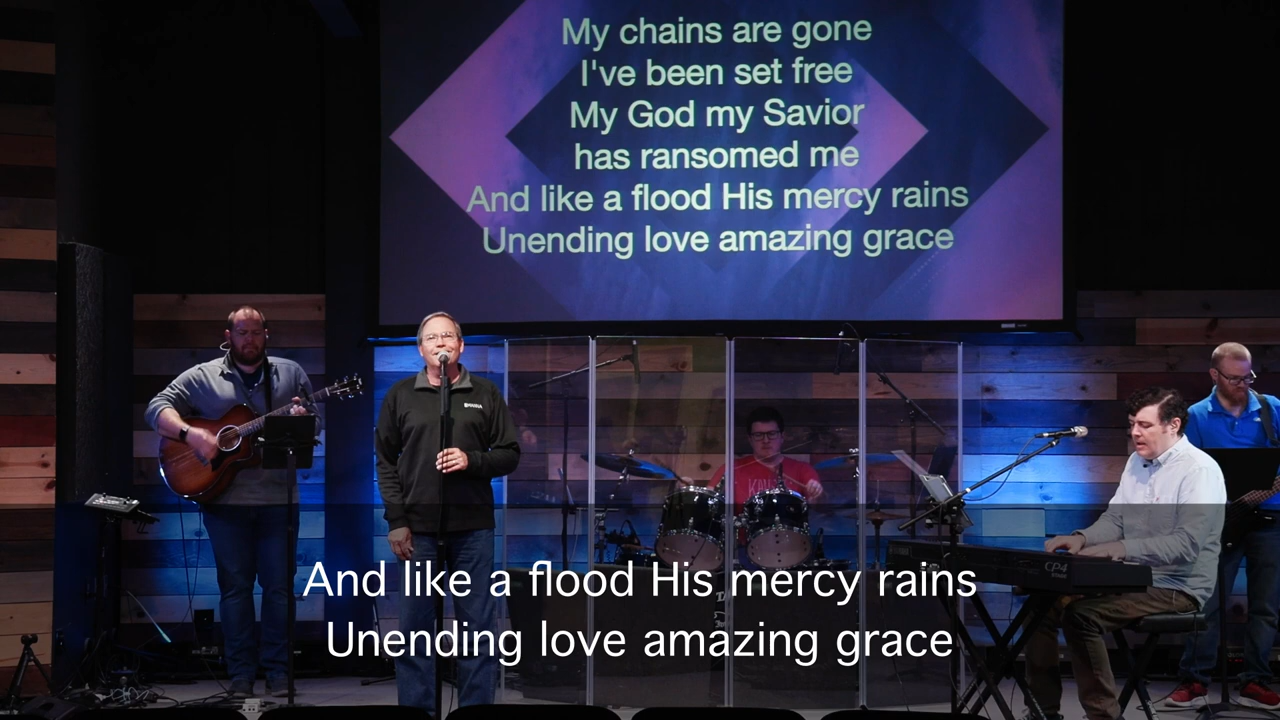 My chains are gone
I've been set free
My God my Savior
has ransomed me
And like a flood His mercy rains
Unending love amazing grace
CP4
And like a flood His mercy rains
Unending love amazing grace